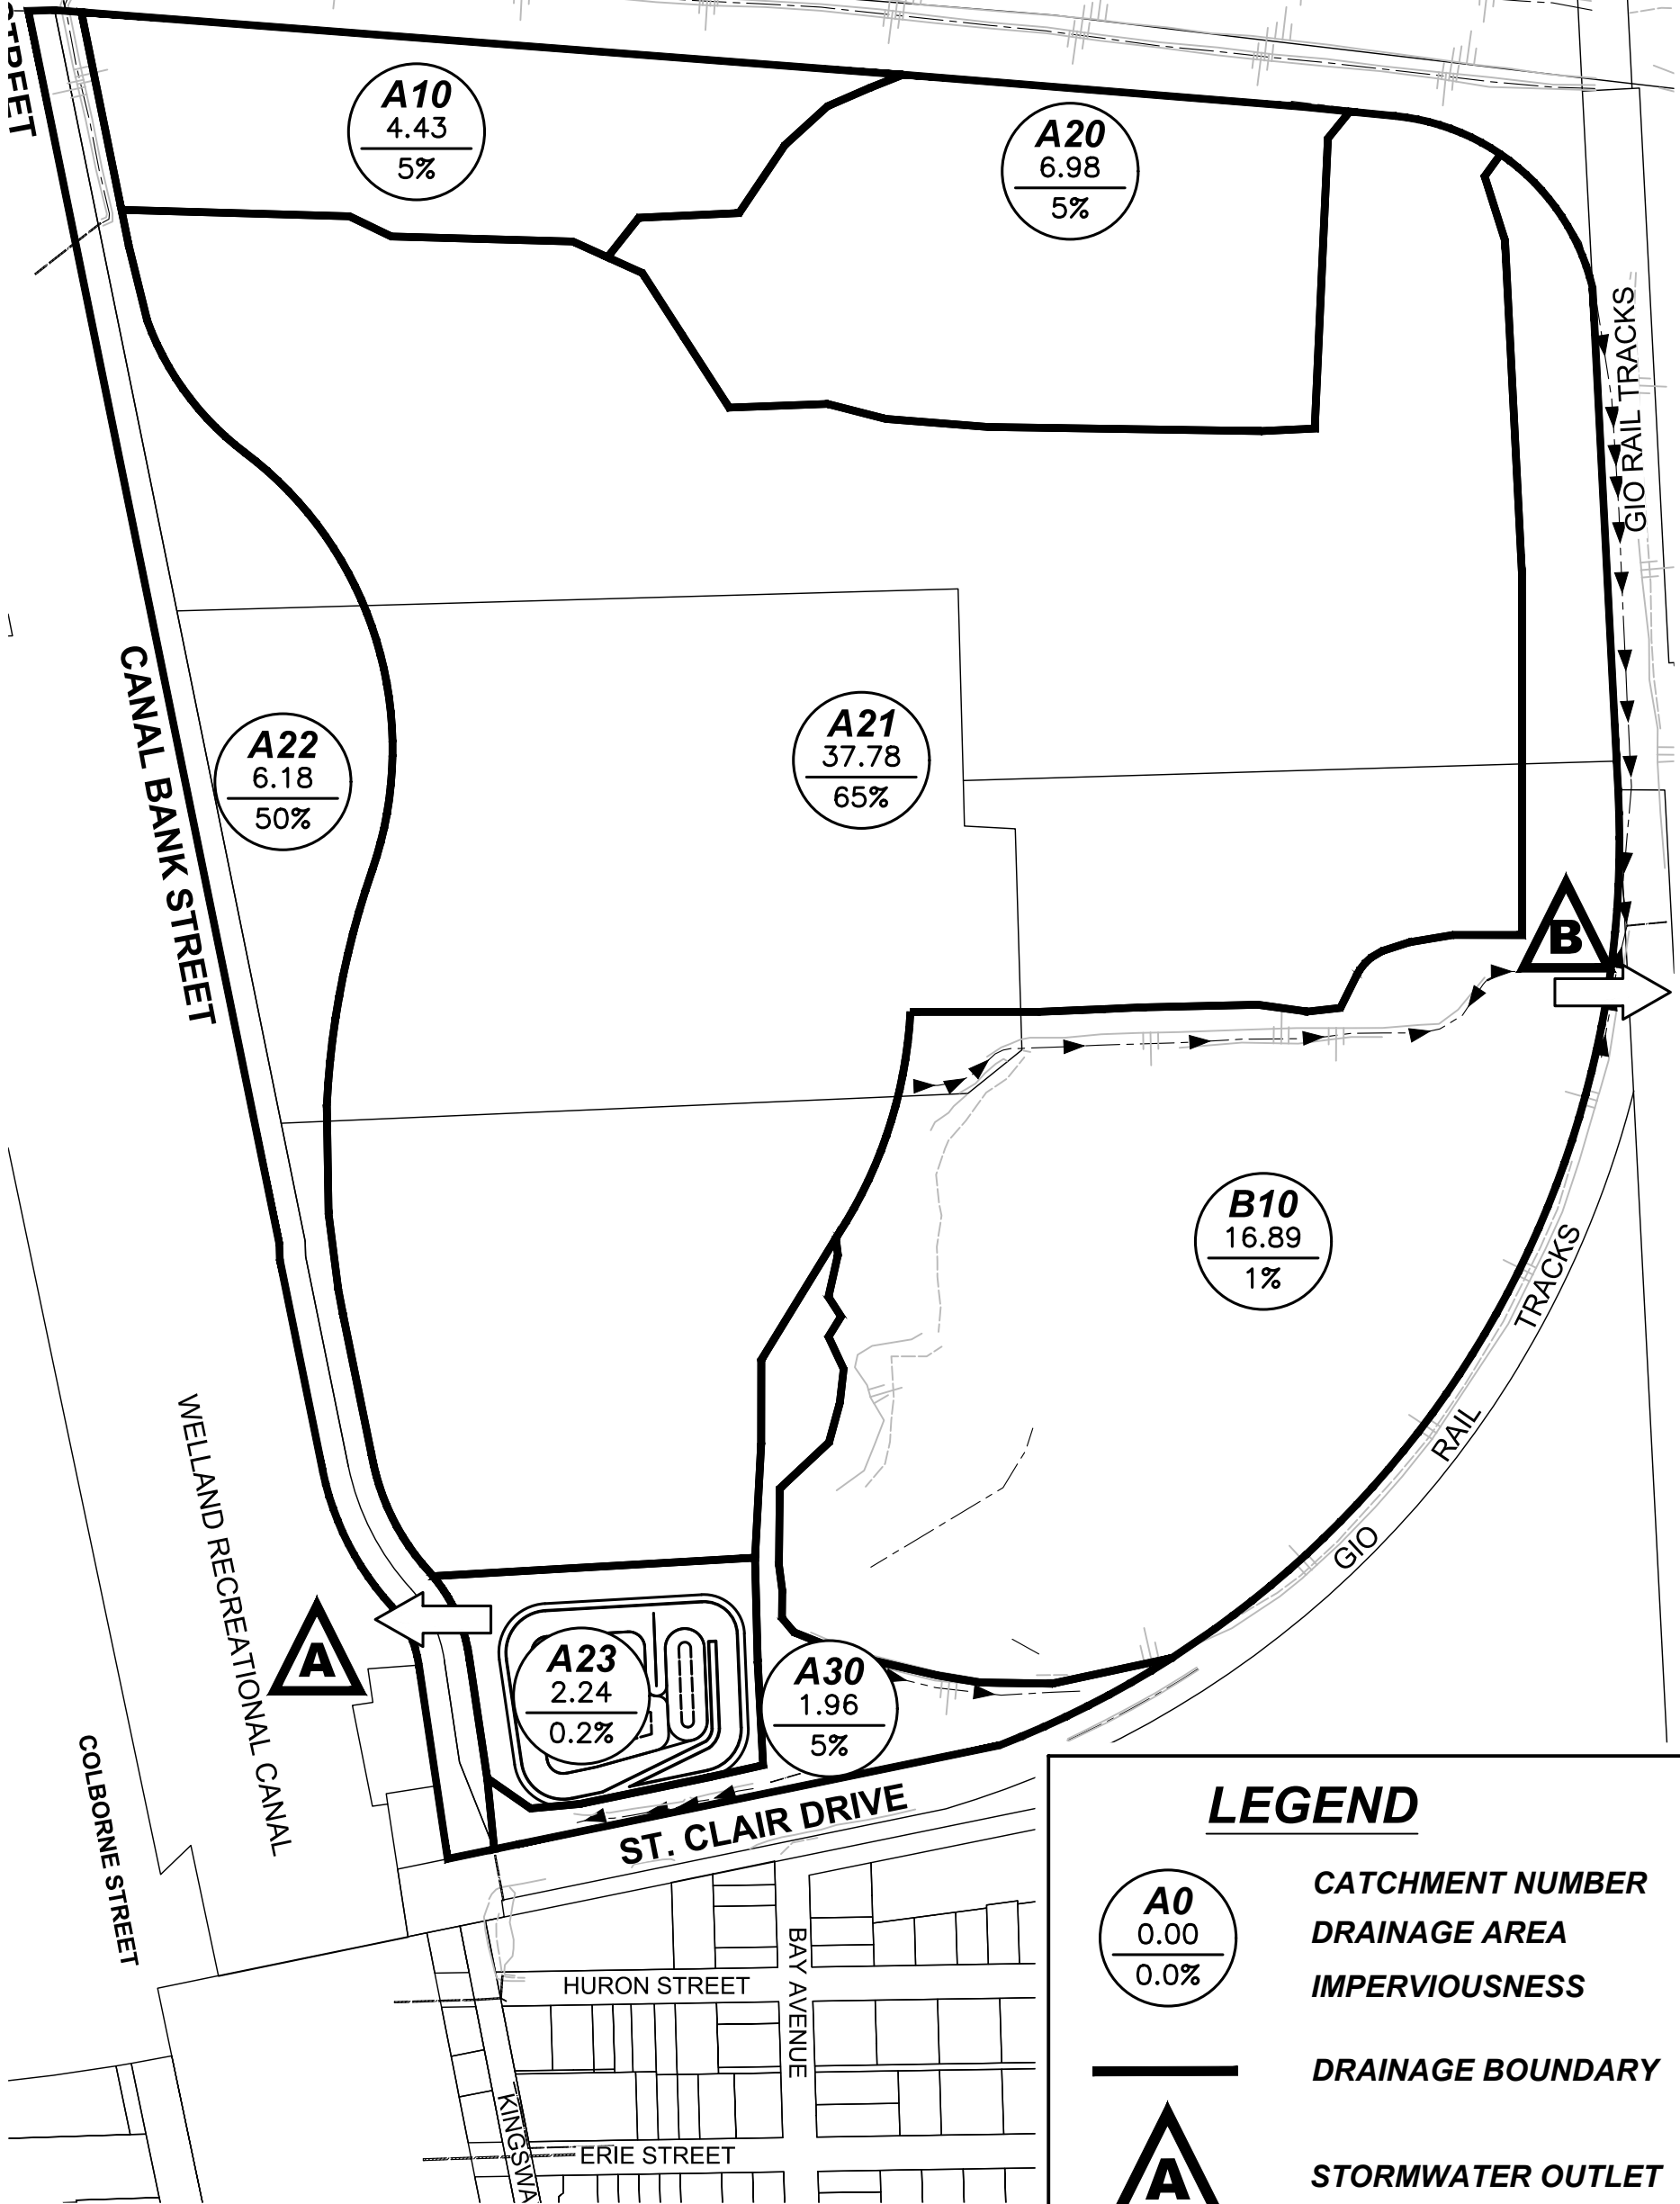 STREET
A10
4.43
5%
A20
6.98
5%
GIO RAIL TRACKS
CANAL BANK STREET
A22
6.18
50%
A21
37.78
65%
B
B10
16.89
1%
GIO RAIL TRACKS
WELLAND RECREATIONAL CANAL
A
A23
2.24
0.2%
A30
1.96
5%
COLBORNE STREET
ST. CLAIR DRIVE
HURON STREET
BAY AVENUE
KINGSWA
ERIE STREET
LEGEND
A0
0.00
0.0%
CATCHMENT NUMBER
DRAINAGE AREA
IMPERVIOUSNESS
DRAINAGE BOUNDARY
A
STORMWATER OUTLET